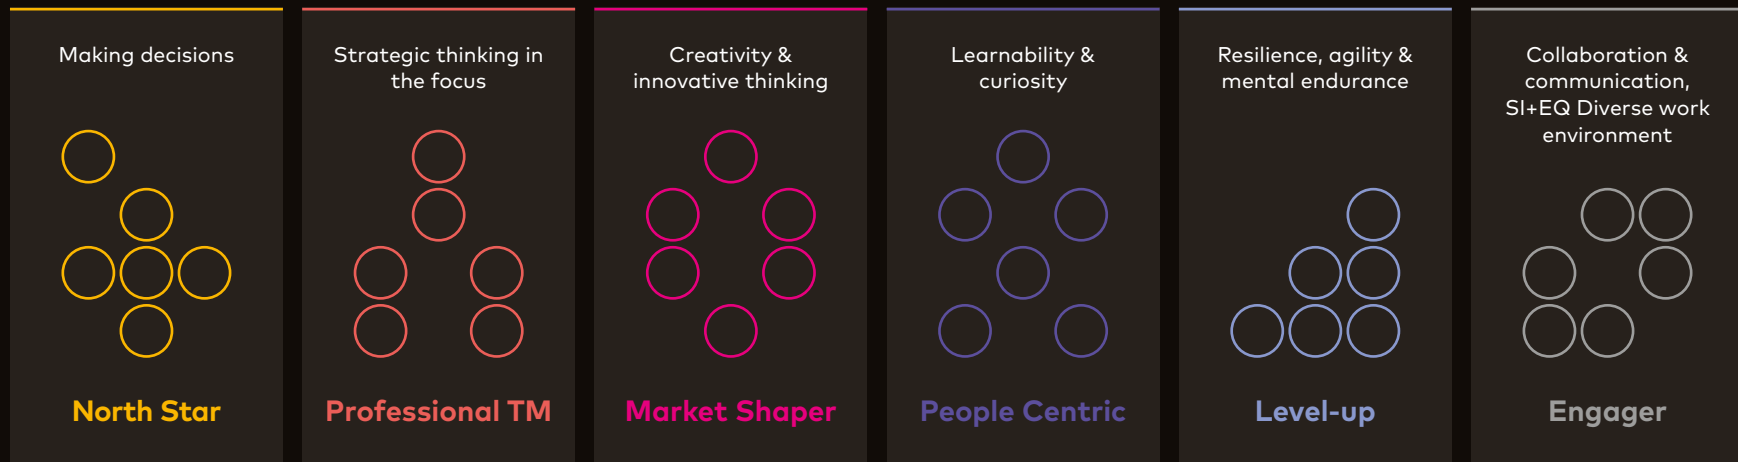 Making decisions
North Star
Strategic thinking in
the focus
Professional TM
Creativity &
innovative thinking
Market Shaper
Learnability &
curiosity
People Centric
Resilience, agility &
mental endurance
Level-up
Collaboration &
communication,
SI+EQ Diverse work
environment
Engager